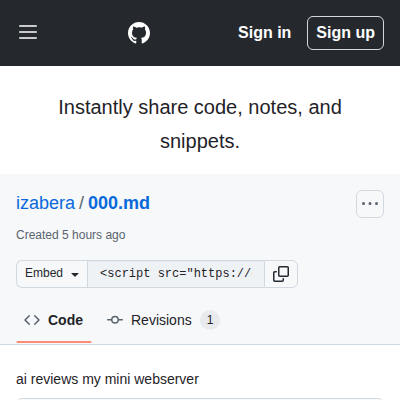 Sign in Sign up
Instantly share code, notes, and
snippets.
izabera / 000.md
Created 5 hours ago
Embed <script src="https://
Code Revisions 1
ai reviews my mini webserver